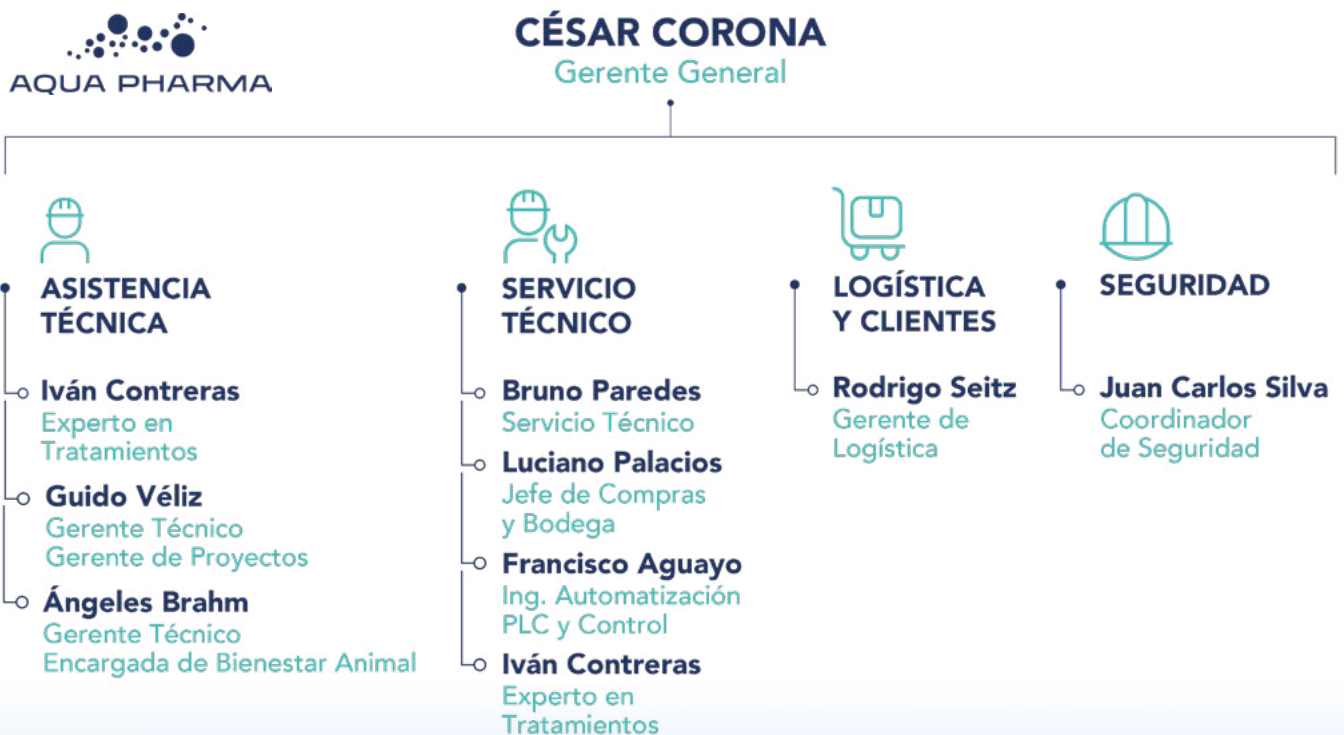 AQUA PHARMA
CÉSAR CORONA
Gerente General
ASISTENCIA
TÉCNICA
Iván Contreras
Experto en
Tratamientos
Guido Véliz
Gerente Técnico
Gerente de Proyectos
Ángeles Brahm
Gerente Técnico
Encargada de Bienestar Animal
SERVICIO
TÉCNICO
Bruno Paredes
Servicio Técnico
Luciano Palacios
Jefe de Compras
y Bodega
Francisco Aguayo
Ing. Automatización
PLC y Control
Iván Contreras
Experto en
Tratamientos
LOGÍSTICA
Y CLIENTES
Rodrigo Seitz
Gerente de
Logística
SEGURIDAD
Juan Carlos Silva
Coordinador
de Seguridad